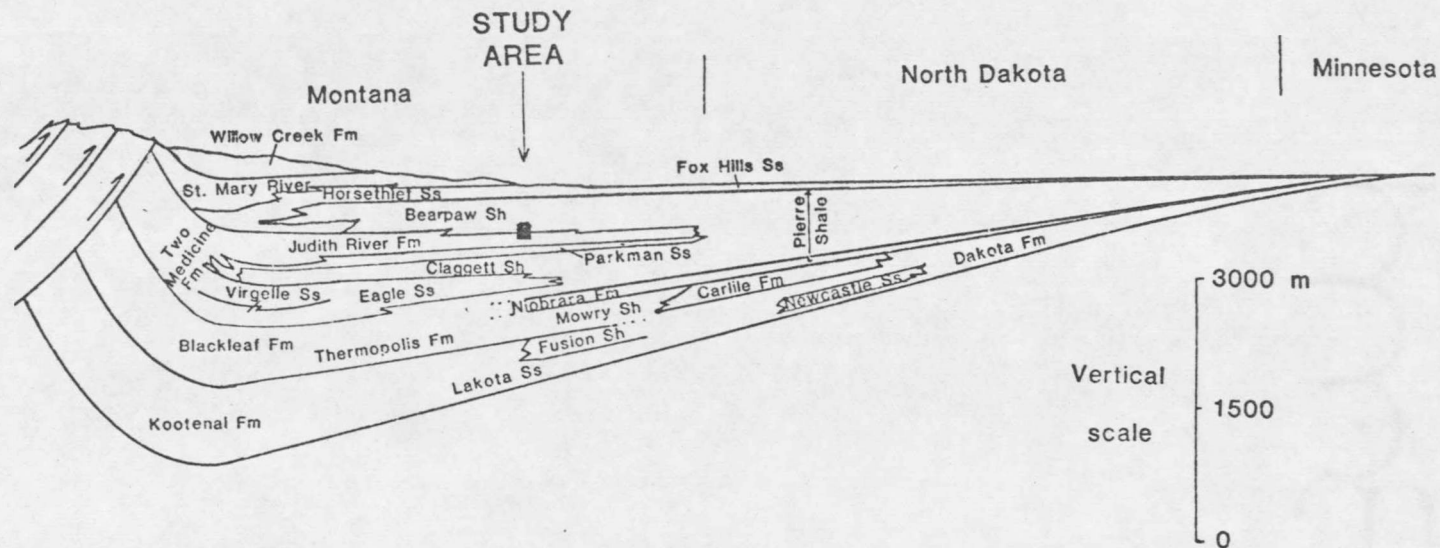 STUDY
AREA
Montana
North Dakota
Minnesota
Willow Creek Fm
Fox Hills Ss
St. Mary River
Horsethief Ss
Bearpaw Sh
Pierre
Shale
Two
Medicine
Fm
Judith River Fm
Parkman Ss
Claggett Sh
Dakota Fm
Virgelle Ss
Eagle Ss
Niobrara Fm
Carlile Fm
Newcastle Ss
3000 m
Mowry Sh
Blackleaf Fm
Thermopolis Fm
Fusion Sh
Lakota Ss
Vertical
scale
1500
Kootenai Fm
0